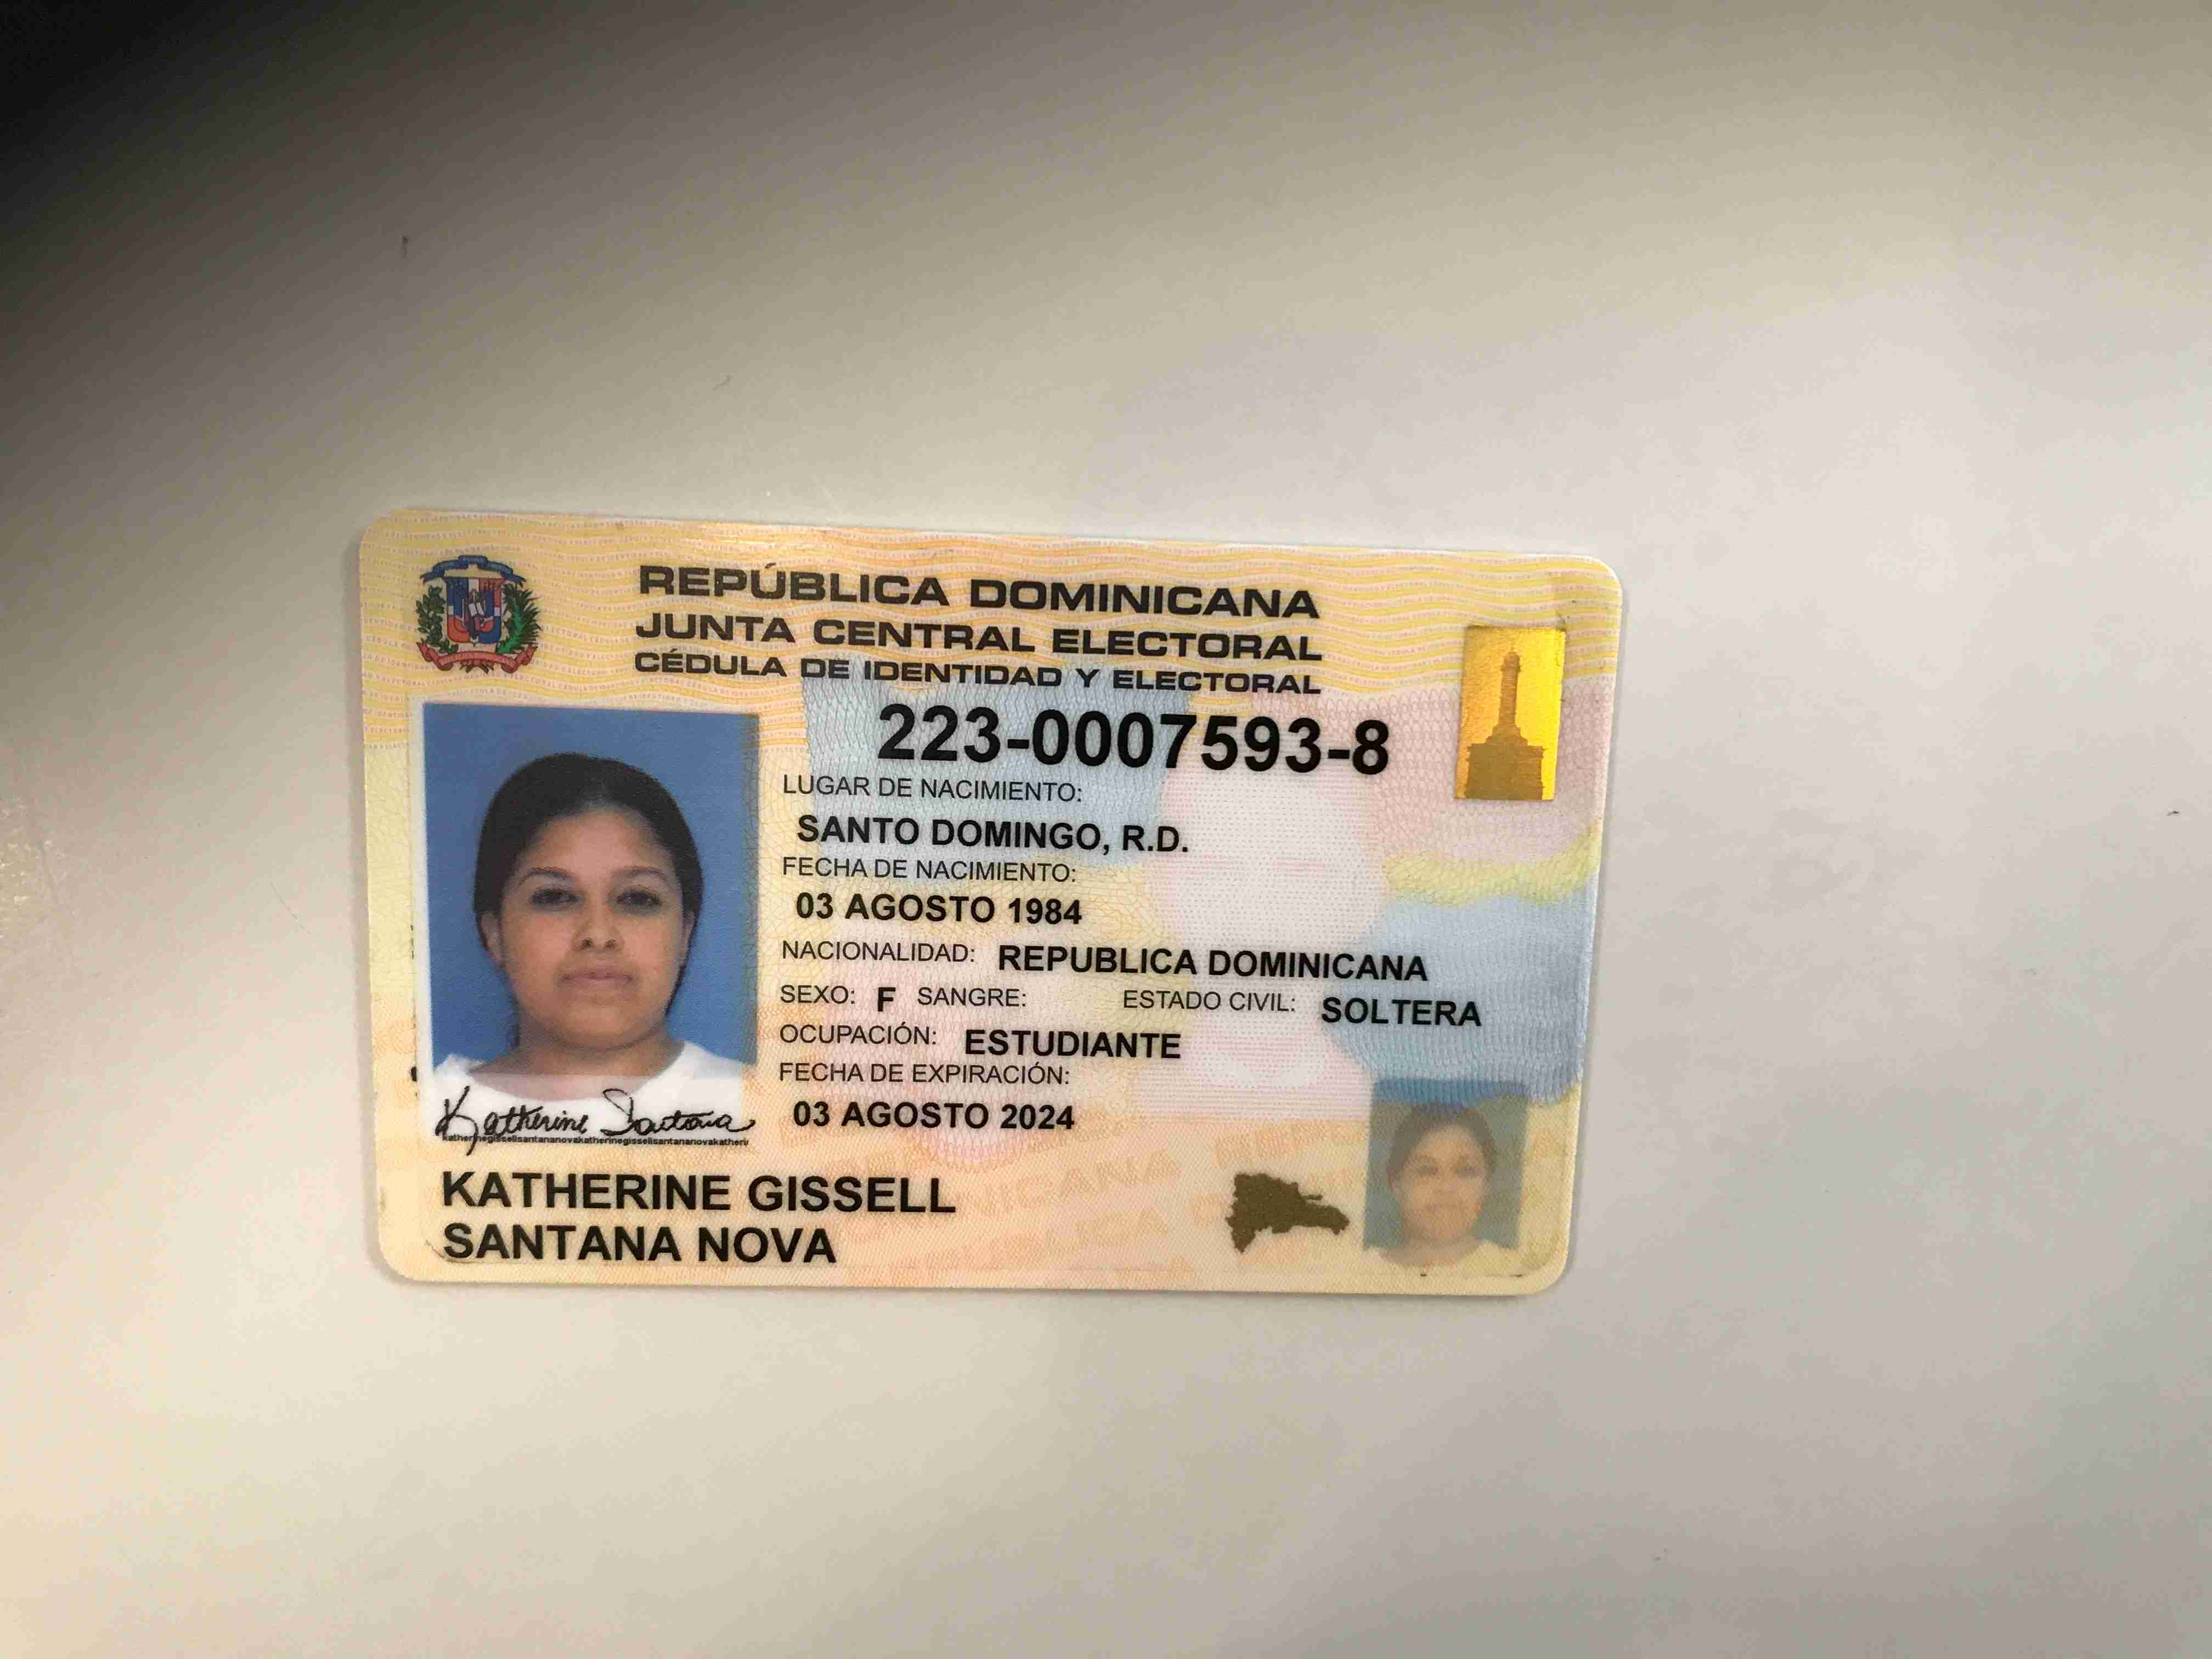 REPÚBLICA DOMINICANA
JUNTA CENTRAL ELECTORAL
CÉDULA DE IDENTIDAD Y ELECTORAL
223-0007593-8
LUGAR DE NACIMIENTO:
SANTO DOMINGO, R.D.
FECHA DE NACIMIENTO:
03 AGOSTO 1984
NACIONALIDAD: REPUBLICA DOMINICANA
SEXO: F SANGRE: ESTADO CIVIL: SOLTERA
OCUPACIÓN: ESTUDIANTE
FECHA DE EXPIRACIÓN:
03 AGOSTO 2024
Katherine Santana
katherinegissellsantananovakatherinegissellsantananovakatheri
KATHERINE GISSELL
SANTANA NOVA